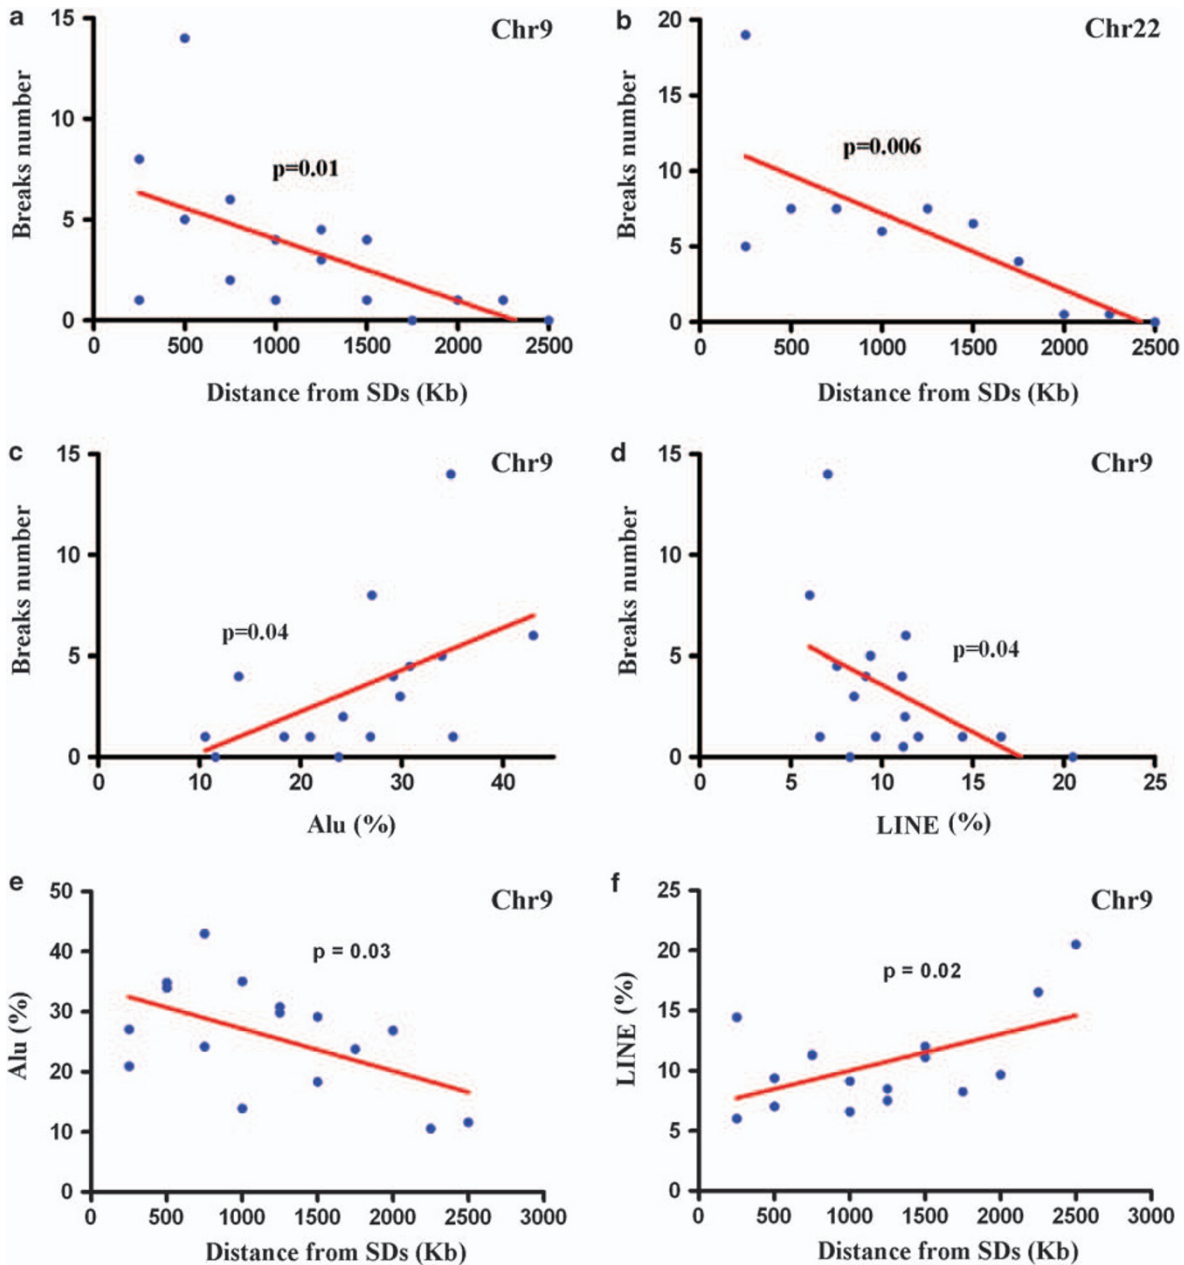 a
Chr9
15
10
5
0
Breaks number
p=0.01
0 500 1000 1500 2000 2500
Distance from SDs (Kb)
b
Chr22
20
15
10
5
0
Breaks number
p=0.006
0 500 1000 1500 2000 2500
Distance from SDs (Kb)
c
Chr9
15
10
5
0
Breaks number
p=0.04
0 10 20 30 40
Alu (%)
d
Chr9
15
10
5
0
Breaks number
p=0.04
0 5 10 15 20 25
LINE (%)
e
Chr9
50
40
30
20
10
0
Alu (%)
p = 0.03
0 500 1000 1500 2000 2500 3000
Distance from SDs (Kb)
f
Chr9
25
20
15
10
5
0
LINE (%)
p = 0.02
0 500 1000 1500 2000 2500 3000
Distance from SDs (Kb)